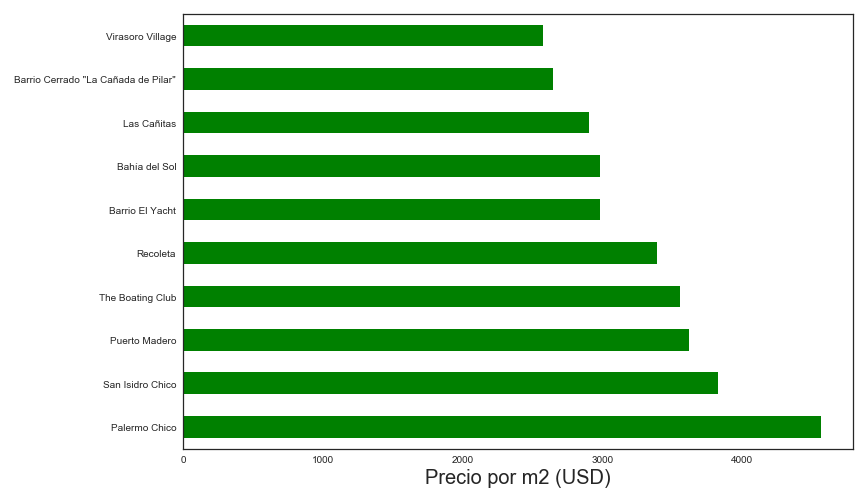 Virasoro Village
Barrio Cerrado "La Cañada de Pilar"
Las Cañitas
Bahía del Sol
Barrio El Yacht
Recoleta
The Boating Club
Puerto Madero
San Isidro Chico
Palermo Chico
0 1000 2000 3000 4000
Precio por m2 (USD)